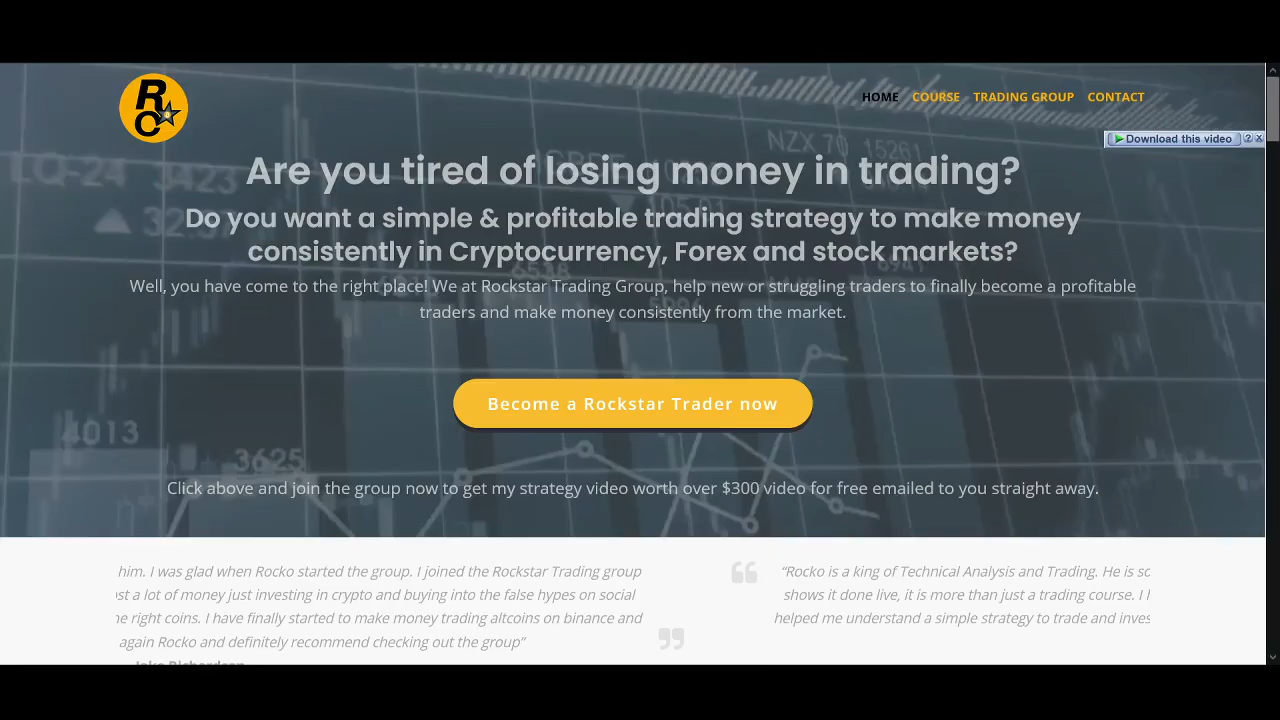 RC
HOME COURSE TRADING GROUP CONTACT
Download this video
Are you tired of losing money in trading?
Do you want a simple & profitable trading strategy to make money
consistently in Cryptocurrency, Forex and stock markets?
Well, you have come to the right place! We at Rockstar Trading Group, help new or struggling traders to finally become a profitable
traders and make money consistently from the market.
Become a Rockstar Trader now
Click above and join the group now to get my strategy video worth over $300 video for free emailed to you straight away.
LQ-24 3423
NZX 70 15261
4013
3625
him. I was glad when Rocko started the group. I joined the Rockstar Trading group
a lot of money just investing in crypto and buying into the false hypes on social
right coins. I have finally started to make money trading altcoins on binance and
again Rocko and definitely recommend checking out the group”
“Rocko is a king of Technical Analysis and Trading. He is
shows it done live, it is more than just a trading course. I
helped me understand a simple strategy to trade and